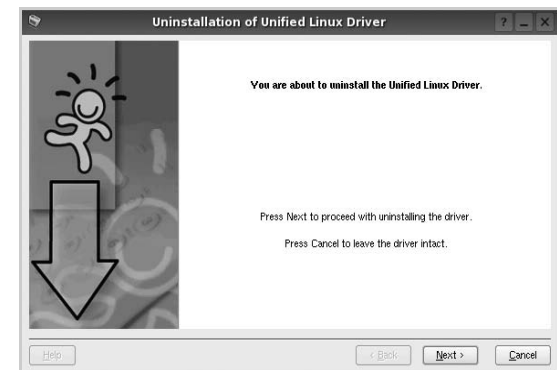 Uninstallation of Unified Linux Driver
You are about to uninstall the Unified Linux Driver.
Press Next to proceed with uninstalling the driver.
Press Cancel to leave the driver intact.
Help
< Back
Next >
Cancel